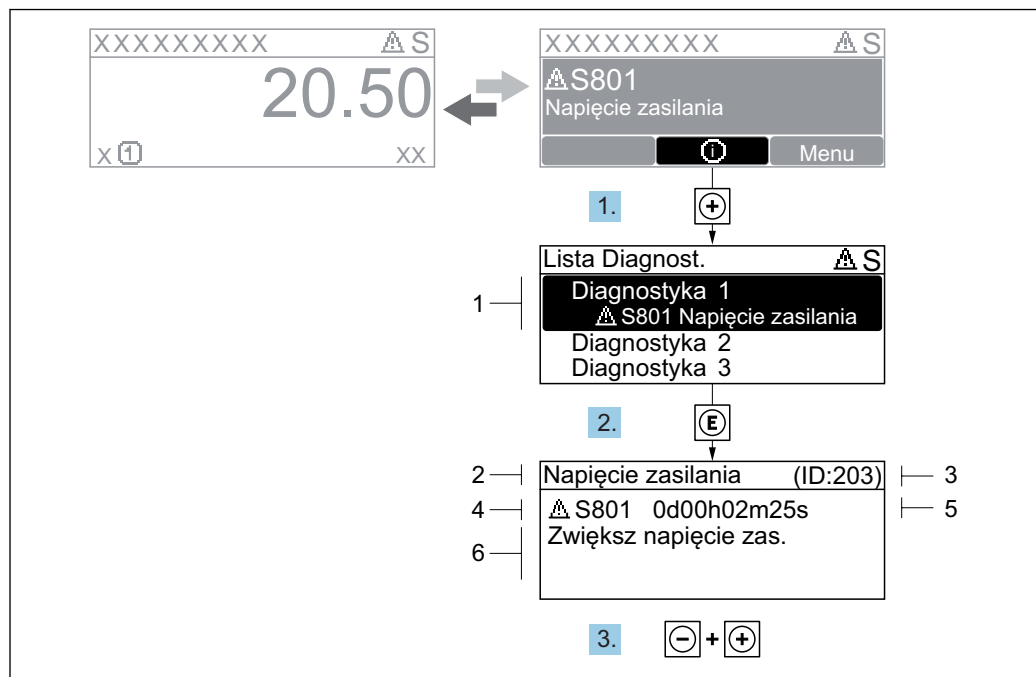 XXXXXXXXX ⚠ S
20.50
X 1 XX
XXXXXXXXX ⚠ S
⚠S801
Napięcie zasilania
i Menu
1. +
Lista Diagnost. ⚠ S
1
Diagnostyka 1
⚠ S801 Napięcie zasilania
Diagnostyka 2
Diagnostyka 3
2. E
2 Napięcie zasilania (ID:203) 3
4 ⚠ S801 0d00h02m25s 5
6 Zwiększ napięcie zas.
3. - + +